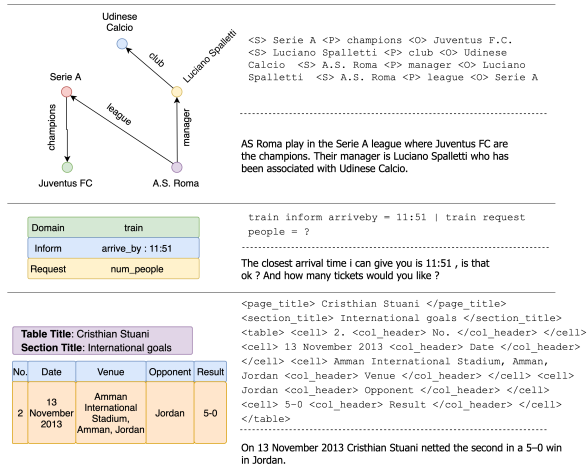 Udinese
Calcio
club
Luciano Spalletti
Serie A
champions
league
manager
Juventus FC
A.S. Roma
<S> Serie A <P> champions <O> Juventus F.C.
<S> Luciano Spalletti <P> club <O> Udinese
Calcio <S> A.S. Roma <P> manager <O> Luciano
Spalletti <S> A.S. Roma <P> league <O> Serie A
AS Roma play in the Serie A league where Juventus FC are
the champions. Their manager is Luciano Spalletti who has
been associated with Udinese Calcio.
Domain train
Inform arrive_by : 11:51
Request num_people
train inform arriveby = 11:51 | train request
people = ?
The closest arrival time i can give you is 11:51 , is that
ok ? And how many tickets would you like ?
Table Title: Cristhian Stuani
Section Title: International goals
No. Date Venue Opponent Result
2
13
November
2013
Amman
International
Stadium,
Amman, Jordan
Jordan
5-0
<page_title> Cristhian Stuani </page_title>
<section_title> International goals </section_title>
<table> <cell> 2. <col_header> No. </col_header> </cell>
<cell> 13 November 2013 <col_header> Date </col_header>
</cell> <cell> Amman International Stadium, Amman,
Jordan <col_header> Venue </col_header> </cell> <cell>
Jordan <col_header> Opponent </col_header> </cell>
<cell> 5-0 <col_header> Result </col_header> </cell>
</table>
On 13 November 2013 Cristhian Stuani netted the second in a 5–0 win
in Jordan.